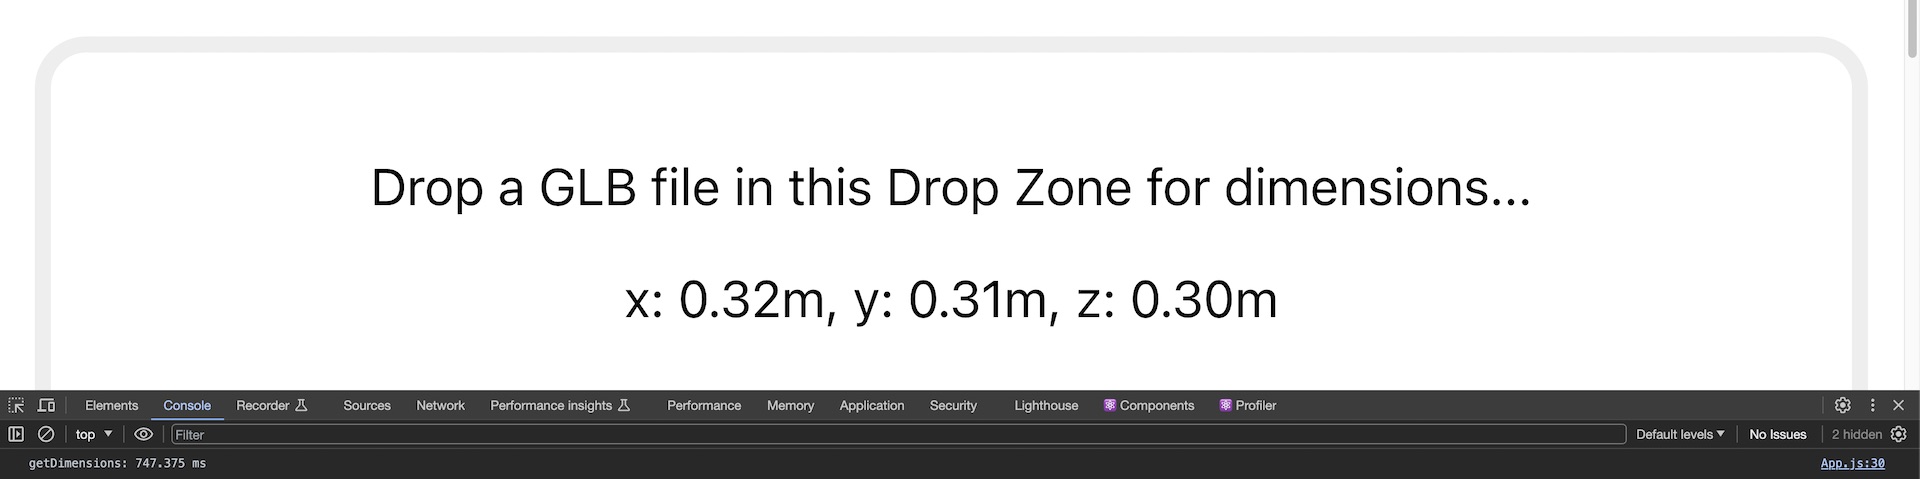 Drop a GLB file in this Drop Zone for dimensions...
x: 0.32m, y: 0.31m, z: 0.30m
Elements Console Recorder Sources Network Performance insights Performance Memory Application Security Lighthouse Components Profiler
top Filter Default levels No Issues 2 hidden
getDimensions: 747.375 ms App.js:30